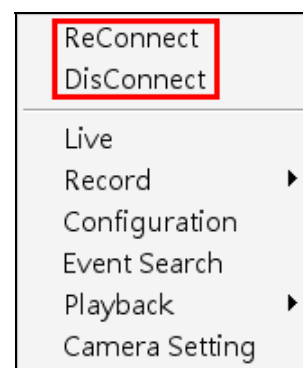 ReConnect
DisConnect
Live
Record
Configuration
Event Search
Playback
Camera Setting